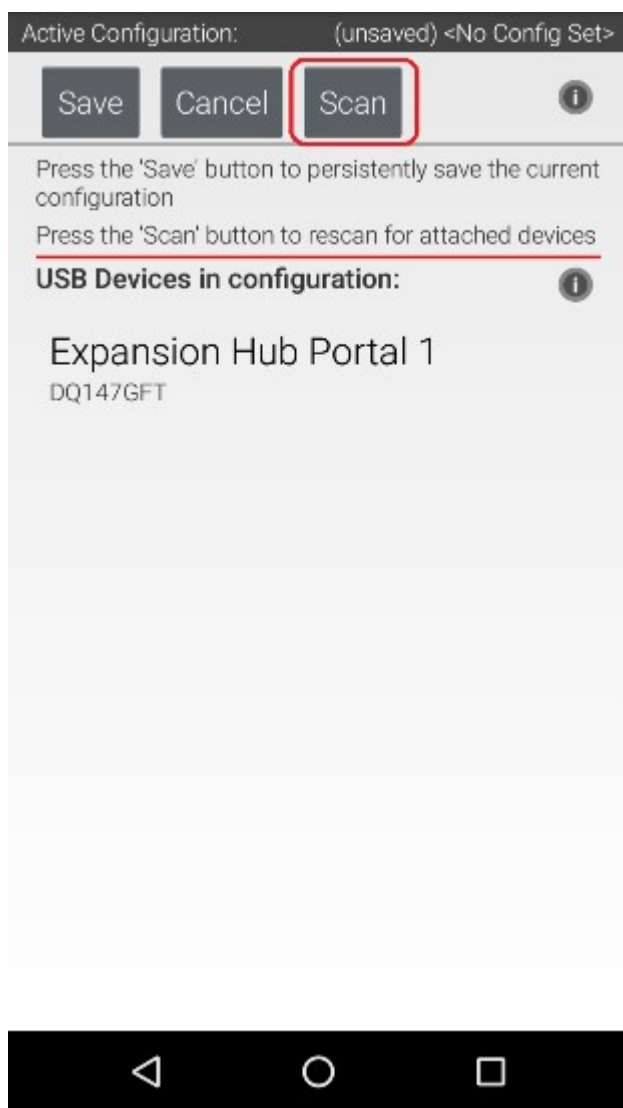 Active Configuration: (unsaved) <No Config Set>
Save Cancel Scan
Press the 'Save' button to persistently save the current
configuration
Press the 'Scan' button to rescan for attached devices
USB Devices in configuration:
Expansion Hub Portal 1
DQ147GFT